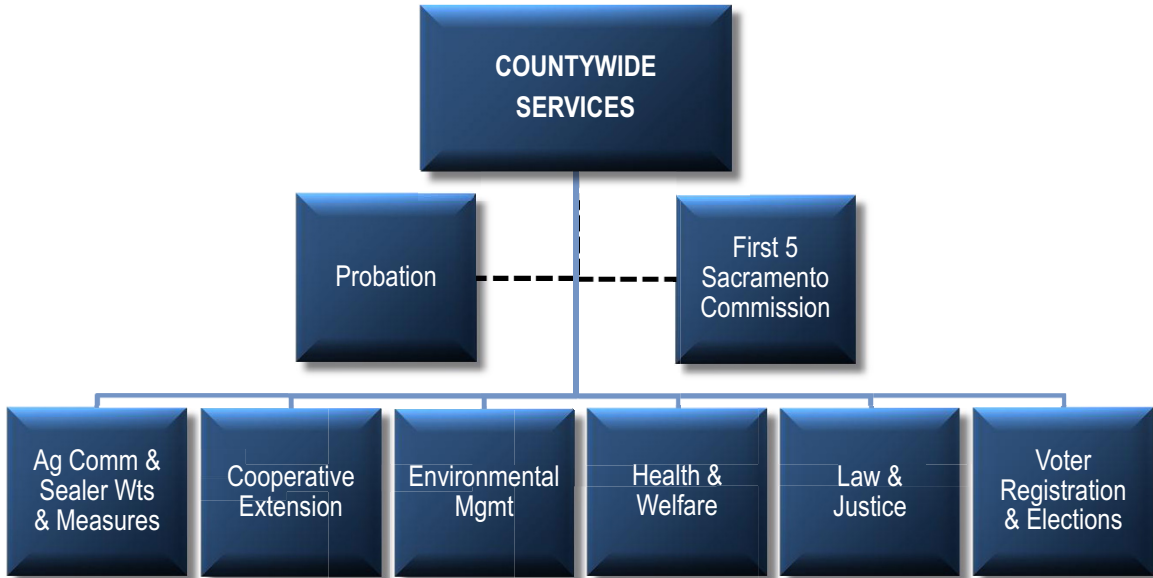 COUNTYWIDE
SERVICES
Probation
First 5
Sacramento
Commission
Ag Comm &
Sealer Wts
& Measures
Cooperative
Extension
Environmental
Mgmt
Health &
Welfare
Law &
Justice
Voter
Registration
& Elections